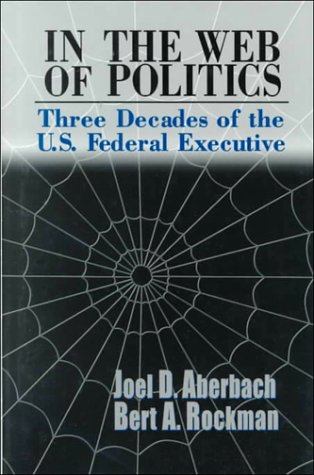 IN THE WEB
OF POLITICS
Three Decades of the
U.S. Federal Executive
Joel D. Aberbach
Bert A. Rockman